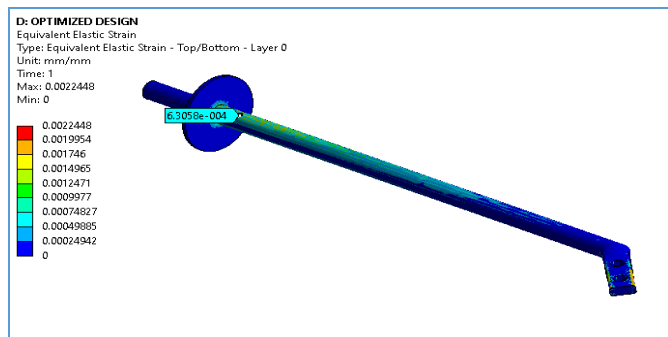 D: OPTIMIZED DESIGN
Equivalent Elastic Strain
Type: Equivalent Elastic Strain - Top/Bottom - Layer 0
Unit: mm/mm
Time: 1
Max: 0.0022448
Min: 0
6.3058e-004
0.0022448
0.0019954
0.001746
0.0014965
0.0012471
0.0009977
0.00074827
0.00049885
0.00024942
0